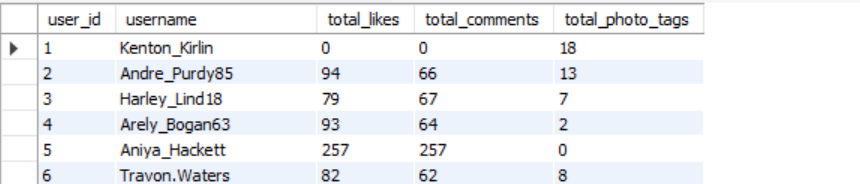 user_id username total_likes total_comments total_photo_tags
1 Kenton_Kirlin 0 0 18
2 Andre_Purdy85 94 66 13
3 Harley_Lind18 79 67 7
4 Arely_Bogan63 93 64 2
5 Aniya_Hackett 257 257 0
6 Travon.Waters 82 62 8